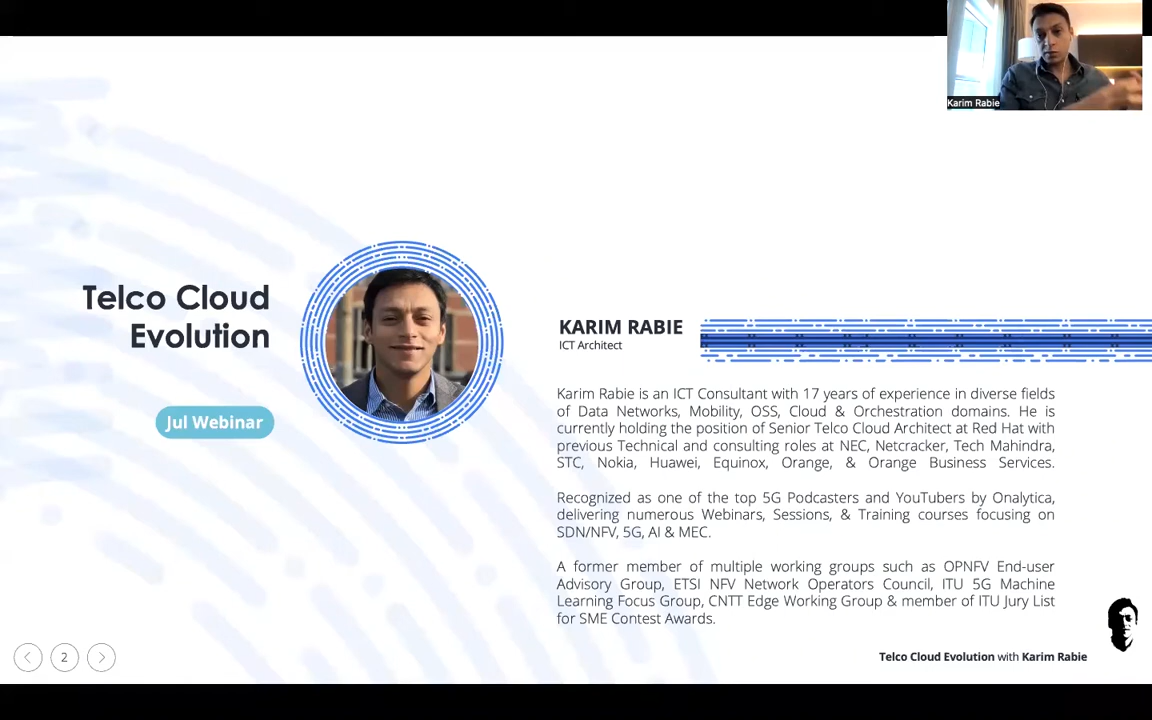 Karim Rabie
Telco Cloud
Evolution
Jul Webinar
KARIM RABIE
ICT Architect
Karim Rabie is an ICT Consultant with 17 years of experience in diverse fields
of Data Networks, Mobility, OSS, Cloud & Orchestration domains. He is
currently holding the position of Senior Telco Cloud Architect at Red Hat with
previous Technical and consulting roles at NEC, Netcracker, Tech Mahindra,
STC, Nokia, Huawei, Equinox, Orange, & Orange Business Services.
Recognized as one of the top 5G Podcasters and YouTubers by Onalytica,
delivering numerous Webinars, Sessions, & Training courses focusing on
SDN/NFV, 5G, AI & MEC.
A former member of multiple working groups such as OPNFV End-user
Advisory Group, ETSI NFV Network Operators Council, ITU 5G Machine
Learning Focus Group, CNTT Edge Working Group & member of ITU Jury List
for SME Contest Awards.
2
Telco Cloud Evolution with Karim Rabie